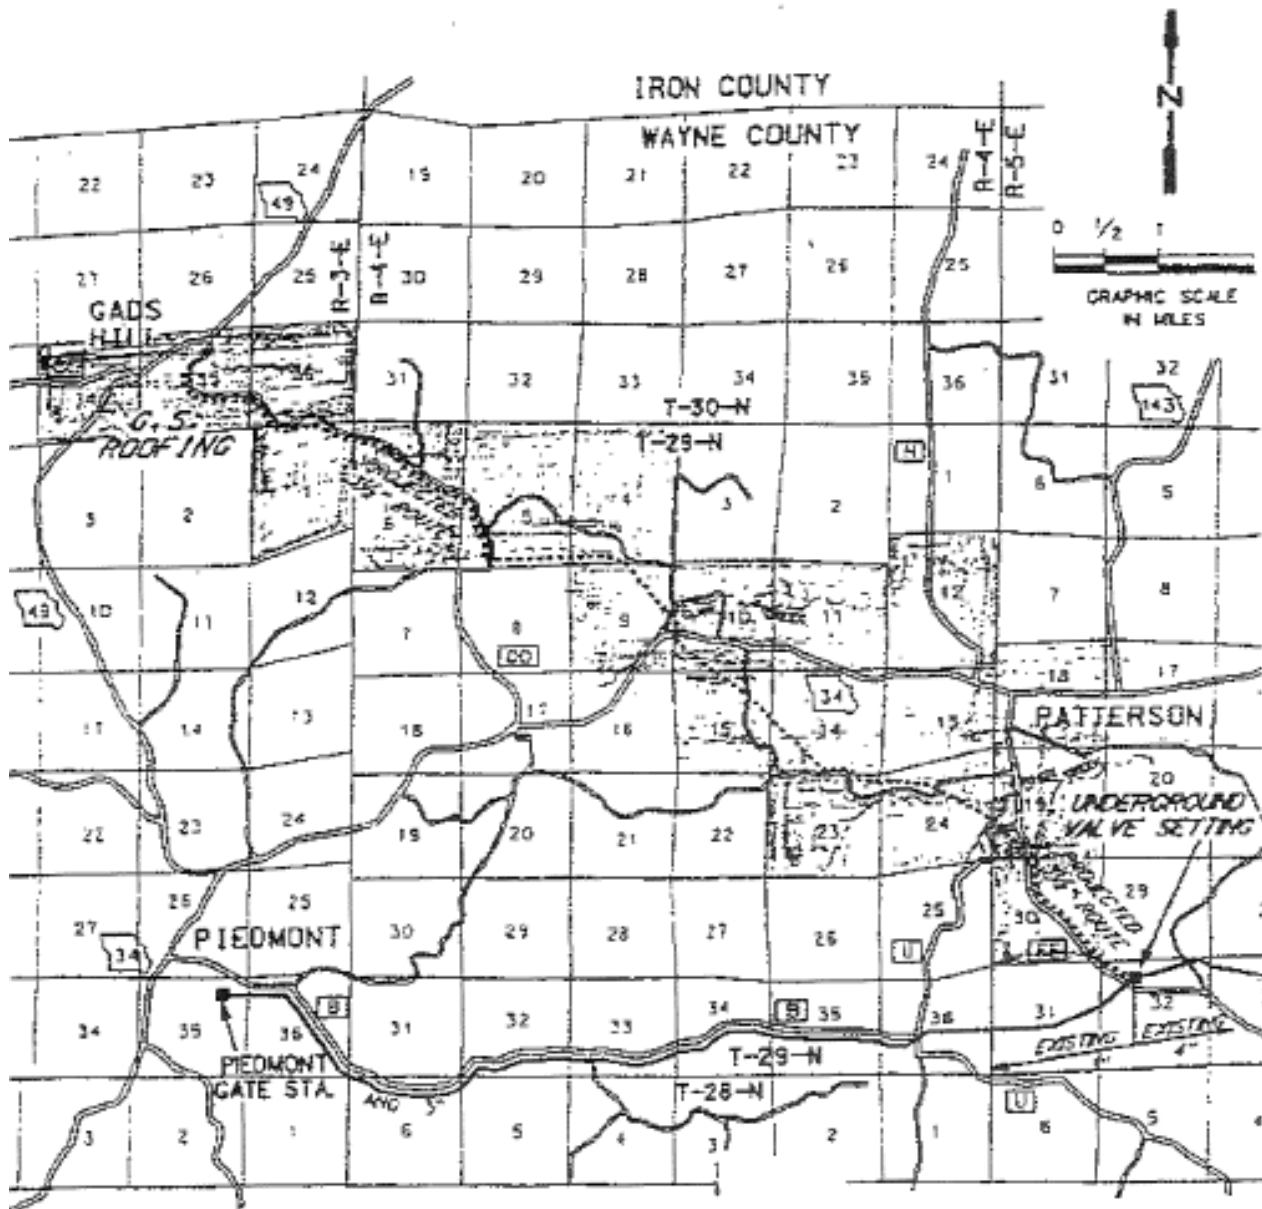 IRON COUNTY
WAYNE COUNTY
N
R-4-E
R-5-E
22 23 24 19 20 21 22 23 24
49
0 1/2 1
GRAPHIC SCALE
IN MILES
27 26 25 30 29 28 27 26 25
R-3-E
R-4-E
GADS
HILL
35 36 31 32 33 34 35 36 31 32
143
T-30-N
T-29-N
G. S.
ROOFING
H
3 2 1 6 5 4 3 2 1 6 5
49
10 11 12 7 8 9 10 11 12 7 8
DD
14 13 18 17 16 15 14 13 18 17
34
PATTERSON
22 23 24 19 20 21 22 23 24 19 20
UNDERGROUND
VALVE SETTING
27 26 25 30 29 28 27 26 25 30 29
ROUTE
34
PIEDMONT
U
34 35 36 31 32 33 34 35 36 31 32
B
B
PIEDMONT
GATE STA.
EXISTING
EXISTING
4"
T-29-N
T-28-N
U
3 2 1 6 5 4 3 2 1 6 5 4